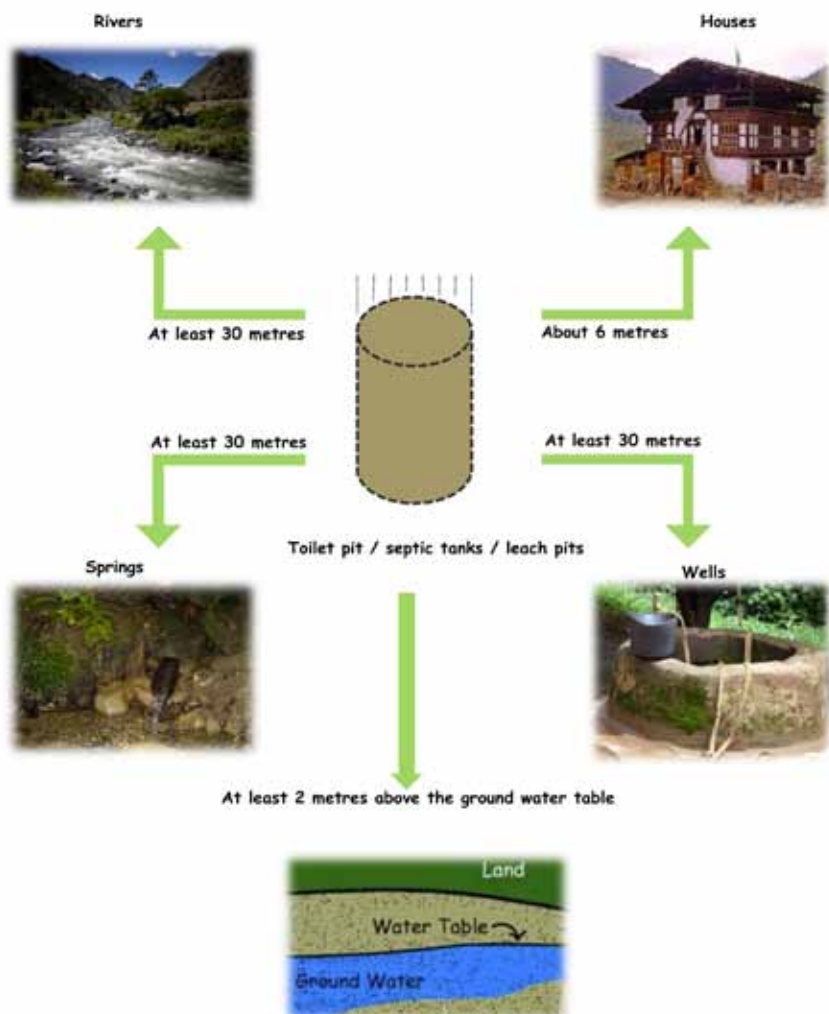 Rivers
Houses
At least 30 metres
About 6 metres
At least 30 metres
At least 30 metres
Toilet pit / septic tanks / leach pits
Springs
Wells
At least 2 metres above the ground water table
Land
Water Table
Ground Water